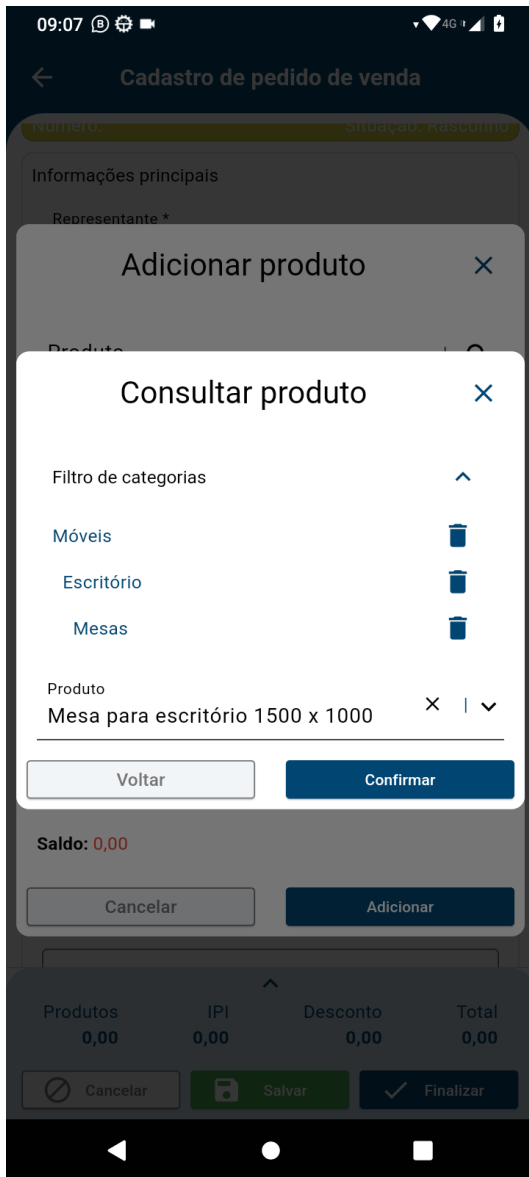 09:07
4G
Cadastro de pedido de venda
Número: Situação: Rascunho
Informações principais
Representante *
Adicionar produto
Produto
Consultar produto
Filtro de categorias
Móveis
Escritório
Mesas
Produto
Mesa para escritório 1500 x 1000
Voltar Confirmar
Saldo: 0,00
Cancelar Adicionar
Produtos IPI Desconto Total
0,00 0,00 0,00 0,00
Cancelar Salvar Finalizar